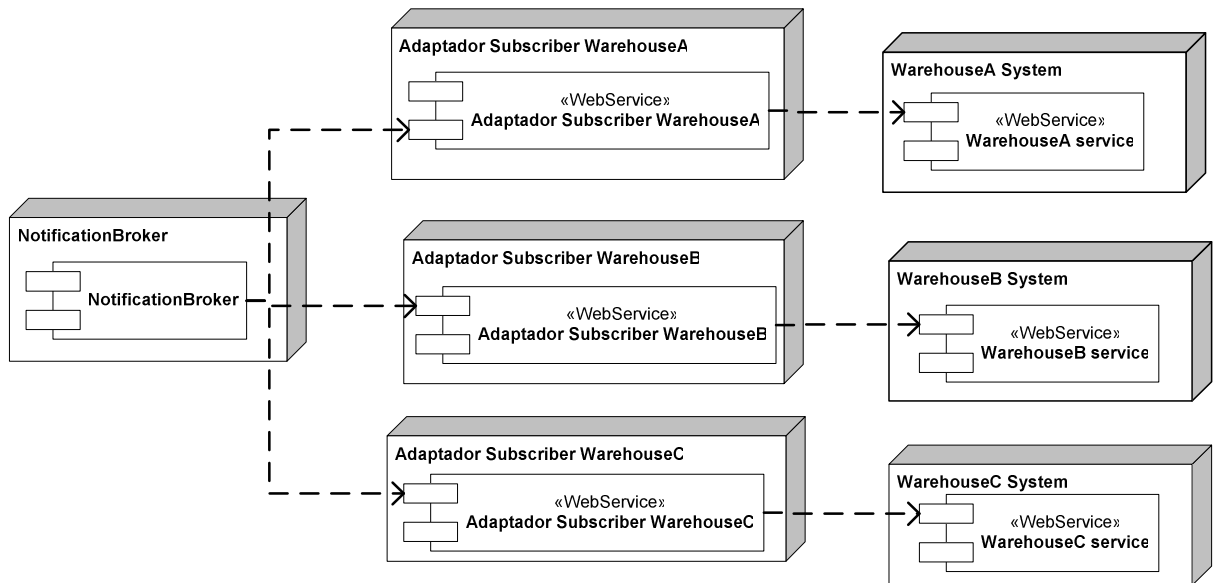 Adaptador Subscriber WarehouseA
«WebService»
Adaptador Subscriber WarehouseA
WarehouseA System
«WebService»
WarehouseA service
NotificationBroker
NotificationBroker
Adaptador Subscriber WarehouseB
«WebService»
Adaptador Subscriber WarehouseB
WarehouseB System
«WebService»
WarehouseB service
Adaptador Subscriber WarehouseC
«WebService»
Adaptador Subscriber WarehouseC
WarehouseC System
«WebService»
WarehouseC service